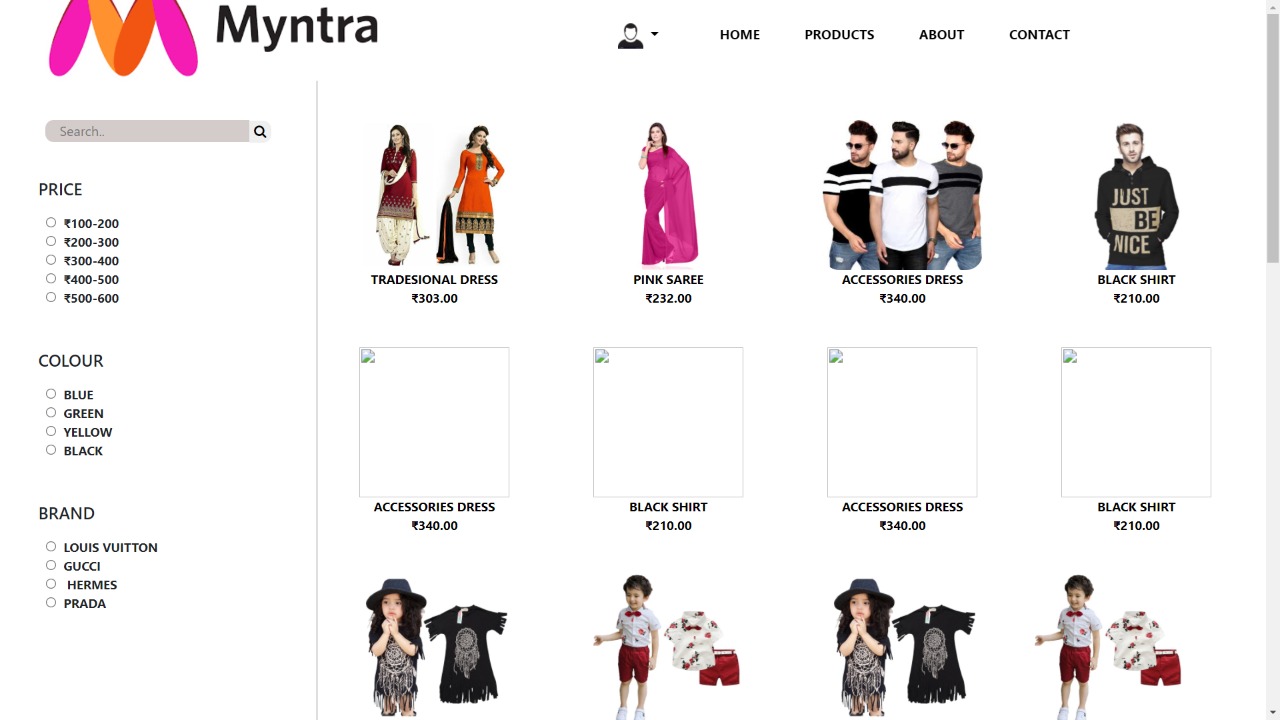 Myntra
HOME PRODUCTS ABOUT CONTACT
Search..
PRICE
₹100-200
₹200-300
₹300-400
₹400-500
₹500-600
COLOUR
BLUE
GREEN
YELLOW
BLACK
BRAND
LOUIS VUITTON
GUCCI
HERMES
PRADA
JUST
BE
NICE
TRADESIONAL DRESS PINK SAREE ACCESSORIES DRESS BLACK SHIRT
₹303.00 ₹232.00 ₹340.00 ₹210.00
ACCESSORIES DRESS BLACK SHIRT ACCESSORIES DRESS BLACK SHIRT
₹340.00 ₹210.00 ₹340.00 ₹210.00